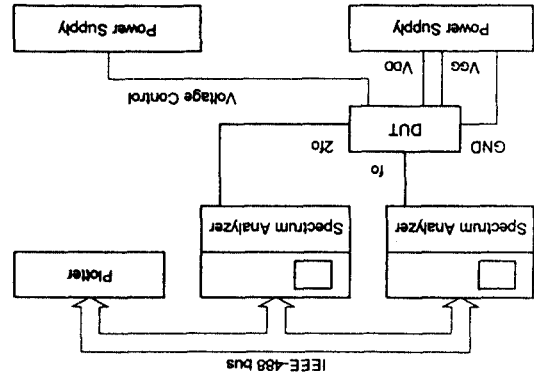 IEEE-488 bus
Spectrum Analyzer
Spectrum Analyzer
Plotter
fo
2fo
GND
DUT
Voltage Control
VGG
VDD
Power Supply
Power Supply